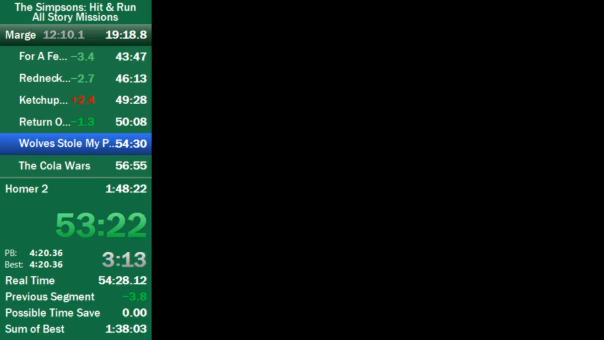 The Simpsons: Hit & Run
All Story Missions
Marge 12:10.1 19:18.8
For A Fe... −3.4 43:47
Redneck... −2.7 46:13
Ketchup... +2.4 49:28
Return O... −1.3 50:08
Wolves Stole My P... 54:30
The Cola Wars 56:55
Homer 2 1:48:22
53:22
PB: 4:20.36
Best: 4:20.36
3:13
Real Time 54:28.12
Previous Segment −3.8
Possible Time Save 0.00
Sum of Best 1:38:03